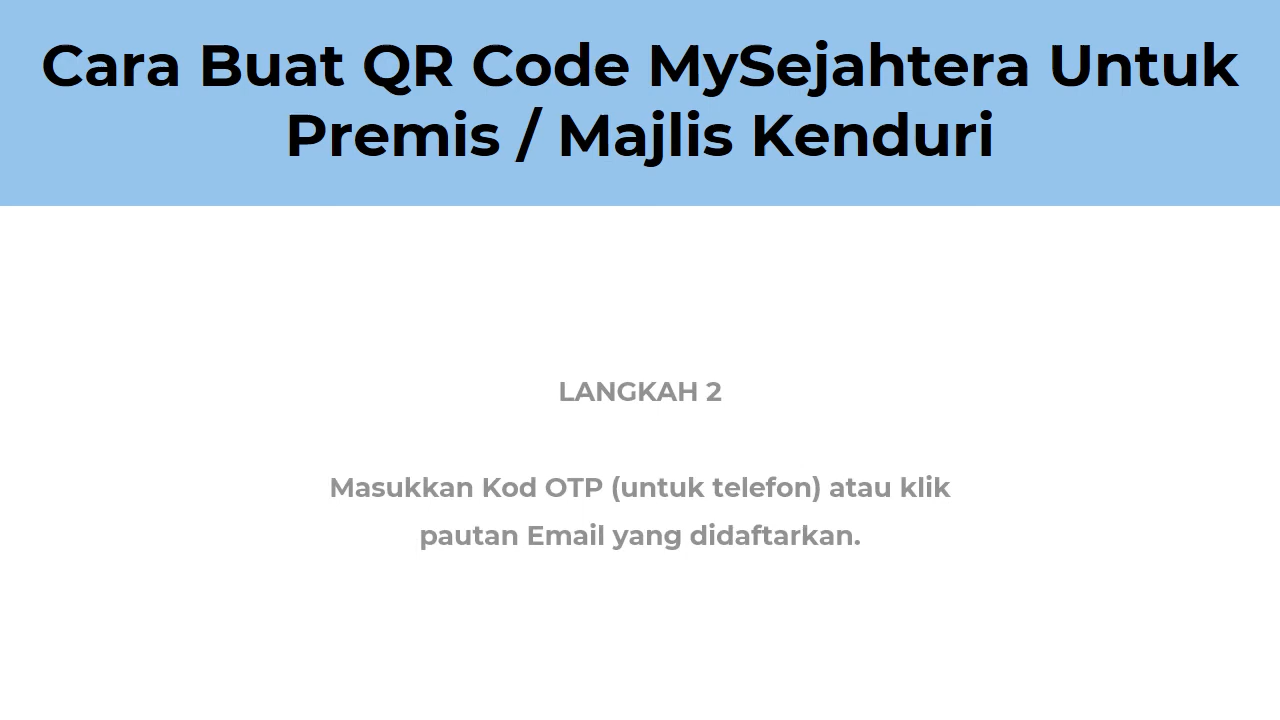 Cara Buat QR Code MySejahtera Untuk
Premis / Majlis Kenduri
LANGKAH 2
Masukkan Kod OTP (untuk telefon) atau klik
pautan Email yang didaftarkan.